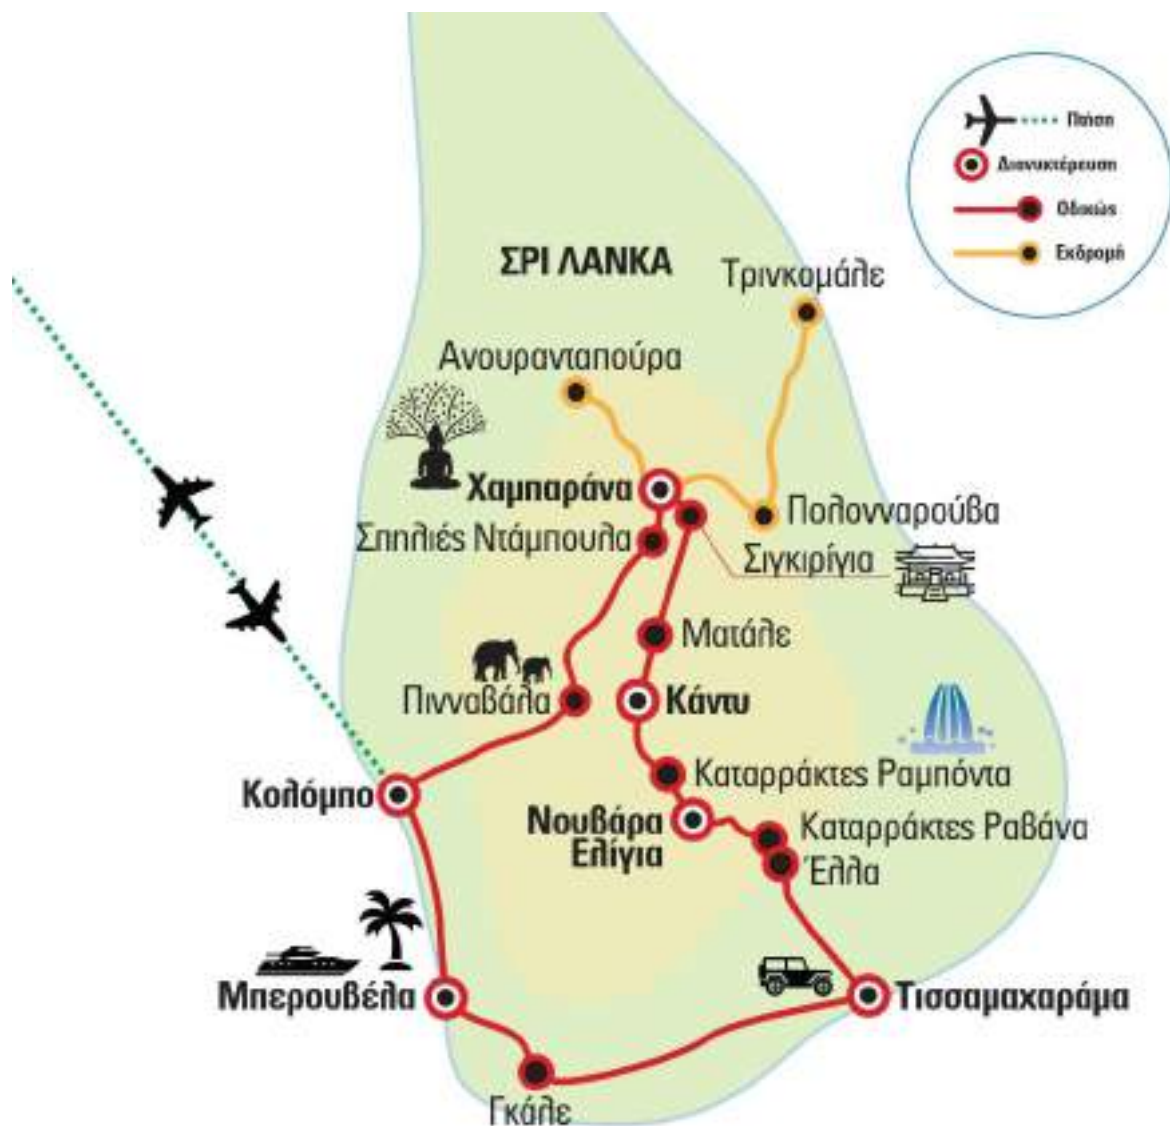 Πτήση
Διανυκτέρευση
Οδικώς
Εκδρομή
ΣΡΙ ΛΑΝΚΑ
Τρινκομάλε
Ανουρανταπούρα
Χαμπαράνα
Πολονναρούβα
Σπηλιές Ντάμπουλα
Σιγκιρίγια
Ματάλε
Πινναβάλα
Κάντυ
Καταρράκτες Ραμπόντα
Κολόμπο
Νουβάρα
Ελίγια
Καταρράκτες Ραβάνα
Έλλα
Μπερουβέλα
Τισσαμαχαράμα
Γκάλε